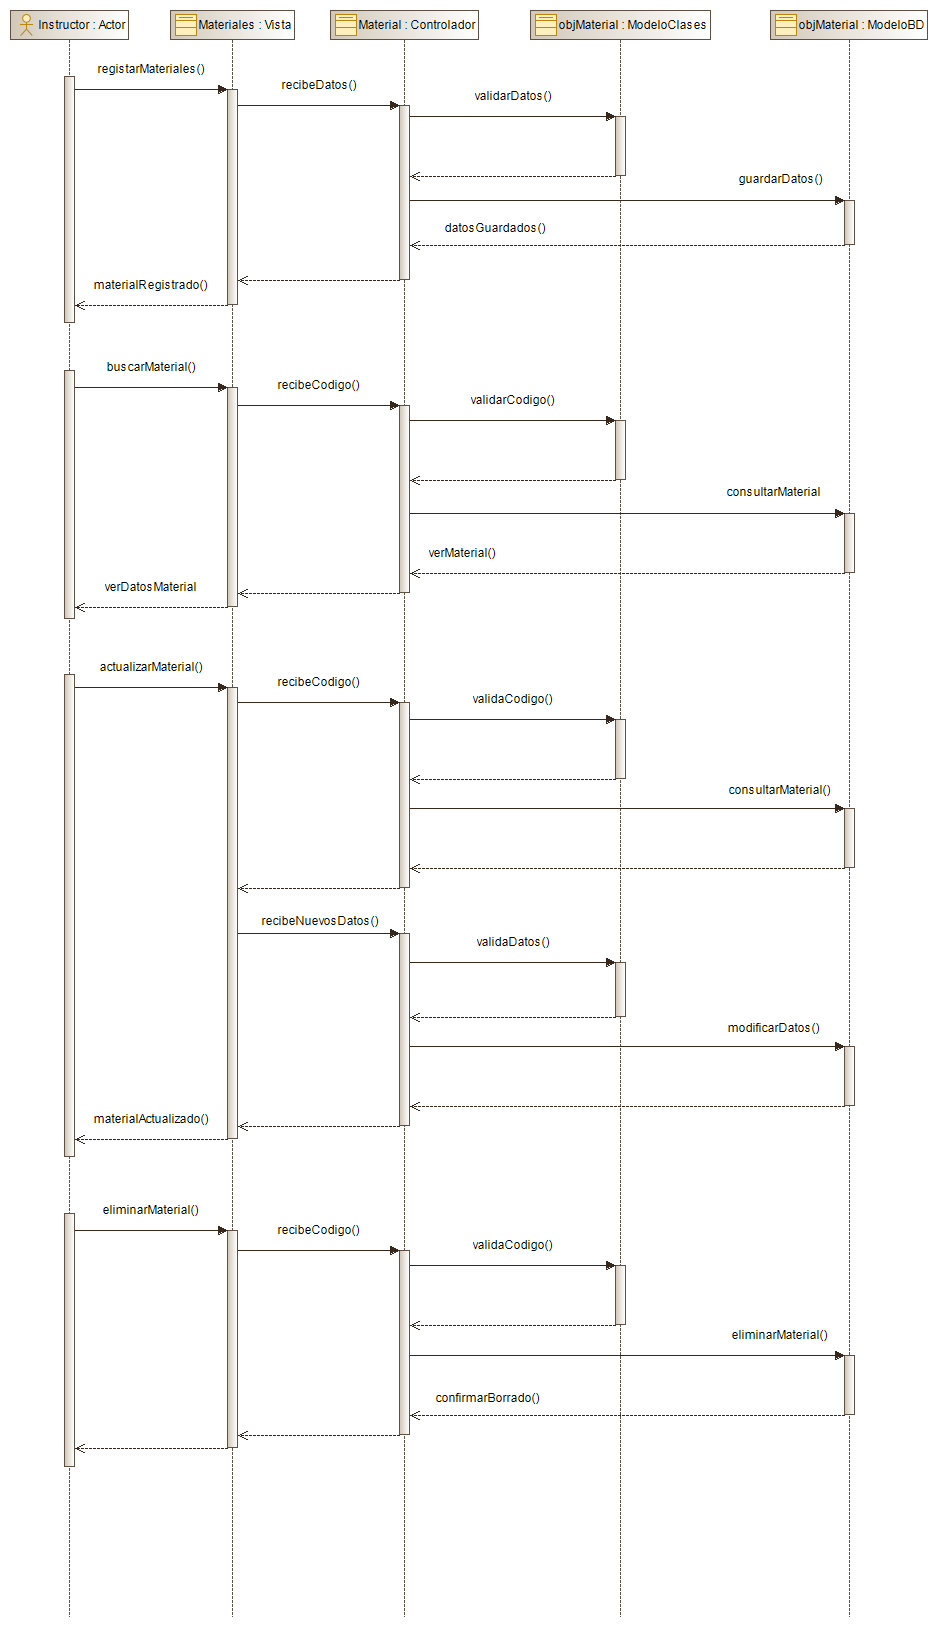 Instructor : Actor
Materiales : Vista
Material : Controlador
objMaterial : ModeloClases
objMaterial : ModeloBD
registarMateriales()
recibeDatos()
validarDatos()
guardarDatos()
datosGuardados()
materialRegistrado()
buscarMaterial()
recibeCodigo()
validarCodigo()
consultarMaterial
verMaterial()
verDatosMaterial
actualizarMaterial()
recibeCodigo()
validaCodigo()
consultarMaterial()
recibeNuevosDatos()
validaDatos()
modificarDatos()
materialActualizado()
eliminarMaterial()
recibeCodigo()
validaCodigo()
eliminarMaterial()
confirmarBorrado()